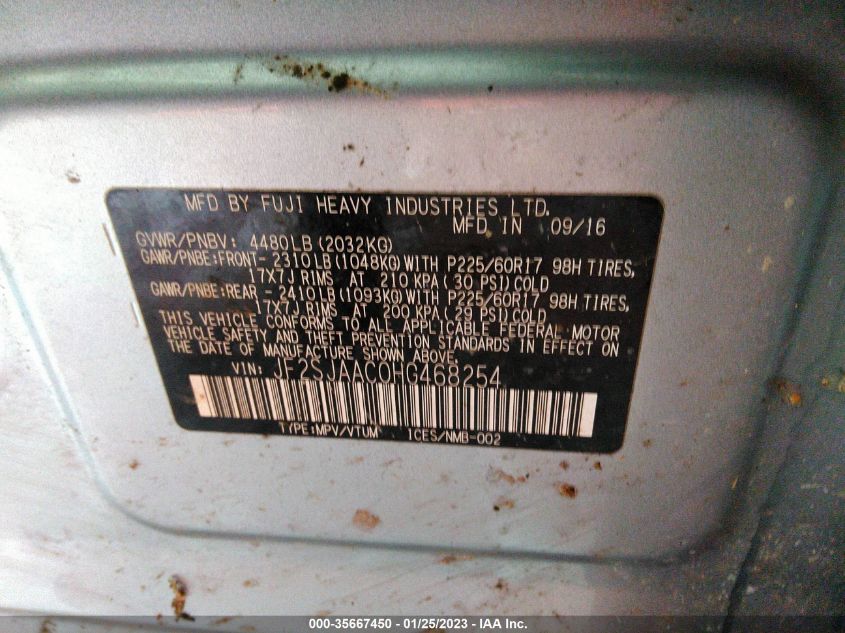 MFD BY FUJI HEAVY INDUSTRIES LTD.
MFD IN 09/16
GVWR/PNBV: 4480LB(2032KG)
GAWR/PNBE:FRONT- 2310LB(1048KG)WITH P225/60R17 98H TIRES,
17X7J RIMS AT 210 KPA(30 PSI)COLD
GAWR/PNBE:REAR - 2410LB(1093KG)WITH P225/60R17 98H TIRES,
17X7J RIMS AT 200 KPA(29 PSI)COLD
THIS VEHICLE CONFORMS TO ALL APPLICABLE FEDERAL MOTOR
VEHICLE SAFETY AND THEFT PREVENTION STANDARDS IN EFFECT ON
THE DATE OF MANUFACTURE SHOWN ABOVE.
VIN: JF2SJAAC0HG468254
TYPE:MPV/VTUM ICES/NMB-002
000-35667450 - 01/25/2023 - IAA Inc.